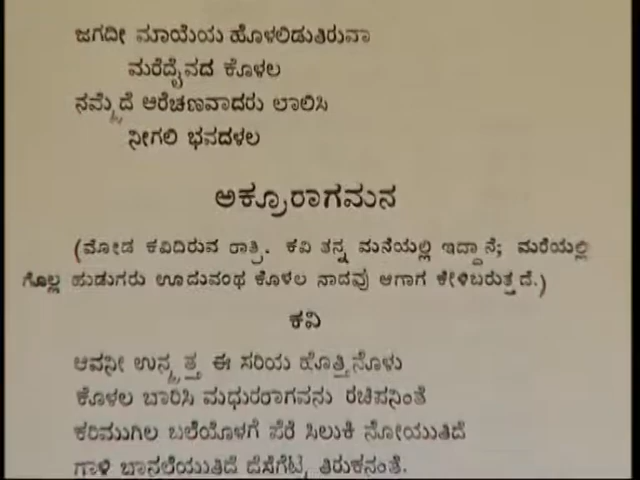 ಜಗದೀ ಮಾಯೆಯ ಹೊಳಲಿಡುತಿರುವಾ
ಮರೆದೈವದ ಕೊಳಲ
ನಮ್ಮೆದೆ ಆರೆಚಣವಾದರು ಲಾಲಿಸಿ
ನೀಗಲಿ ಭವದಳಲ
ಅಕ್ರೂರಾಗಮನ
(ಮೋಡ ಕವಿದಿರುವ ರಾತ್ರಿ. ಕವಿ ತನ್ನ ಮನೆಯಲ್ಲಿ ಇದ್ದಾನೆ; ಮರೆಯಲ್ಲಿ
ಗೊಲ್ಲ ಹುಡುಗರು ಊದುವಂಥ ಕೊಳಲ ನಾದವು ಆಗಾಗ ಕೇಳಿಬರುತ್ತದೆ.)
ಕವಿ
ಆವನೀ ಉನ್ಮತ್ತ ಈ ಸರಿಯ ಹೊತ್ತಿನೊಳು
ಕೊಳಲ ಬಾರಿಸಿ ಮಧುರರಾಗವನು ರಚಿಪನಿಂತೆ
ಕರಿಮುಗಿಲ ಬಲೆಯೊಳಗೆ ಪೆರೆ ಸಿಲುಕಿ ನೋಯುತಿದೆ
ಗಾಳಿ ಬಾನಲೆಯುತಿದೆ ದೆಸೆಗೆಟ್ಟ ತಿರುಕನಂತೆ.